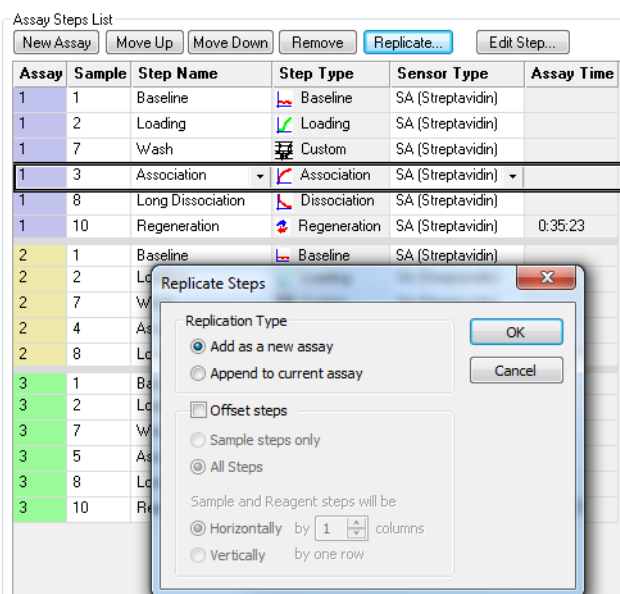 Assay Steps List
New Assay Move Up Move Down Remove Replicate... Edit Step...
Assay Sample Step Name Step Type Sensor Type Assay Time
1 1 Baseline Baseline SA (Streptavidin)
1 2 Loading Loading SA (Streptavidin)
1 7 Wash Custom SA (Streptavidin)
1 3 Association Association SA (Streptavidin)
1 8 Long Dissociation Dissociation SA (Streptavidin)
1 10 Regeneration Regeneration SA (Streptavidin) 0:35:23
2 1 Baseline Baseline SA (Streptavidin)
2 2
2 7
2 4
2 8
3 1
3 2
3 7
3 5
3 8
3 10
Replicate Steps
Replication Type
Add as a new assay
Append to current assay
OK
Cancel
Offset steps
Sample steps only
All Steps
Sample and Reagent steps will be
Horizontally by 1 columns
Vertically by one row